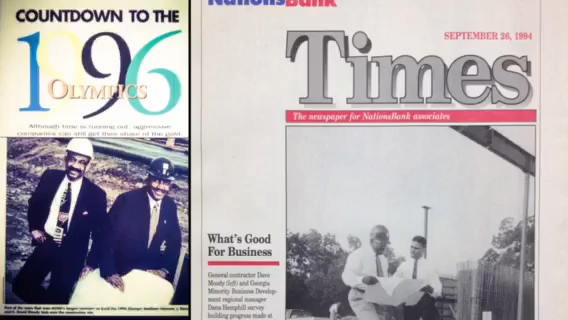 COUNTDOWN TO THE
1996
OLYMPICS
Although time is running out, aggressive
companies can still get their share of the gold.
NationsBank
SEPTEMBER 26, 1994
Times
The newspaper for NationsBank associates
What's Good
For Business
General contractor Dave
Moody (left) and Georgia
Minority Business Develop-
ment regional manager
Dana Hemphill survey
building progress made at